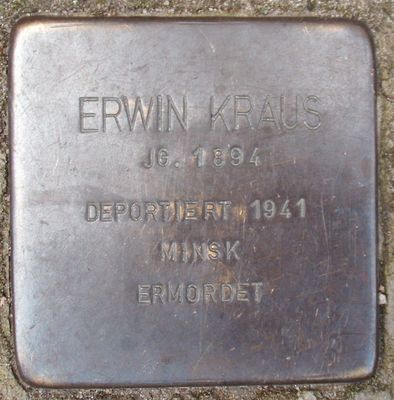 ERWIN KRAUS
JG. 1894
DEPORTIERT 1941
MINSK
ERMORDET